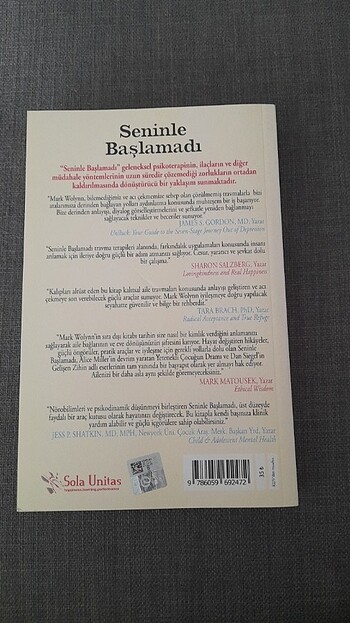 Seninle
Başlamadı
"Seninle Başlamadı" geleneksel psikoterapinin, ilaçların ve diğer
müdahale yöntemlerinin uzun süredir çözemediği zorlukların ortadan
kaldırılmasında dönüştürücü bir yaklaşım sunmaktadır.
"Mark Wolynn, bilemediğimiz ve acı çekmemize sebep olan çözülmemiş travmalarla bizi
atalarımıza derinden bağlayan yolları aydınlatma konusunda muhteşem bir iş başarıyor.
Bize derinden anlayışı, diyalog güzelleştirmelerini ve şefkatle yeniden bağlanmayı
sağlayacak teknikler ve beceriler sunuyor."
JAMES S. GORDON, MD, Yazar
Unstuck: Your Guide to the Seven-Stage Journey Out of Depression
"Seninle Başlamadı travma terapileri alanında, farkındalık uygulamaları konusunda insanı
anlamak için ileriye doğru güçlü bir adım atmamızı sağlıyor. Cesur, yaratıcı ve şevkat dolu
bir çalışma."
SHARON SALZBERG, Yazar
Lovingkindness and Real Happiness
"Kalıpları altüst eden bu kitap kalıtsal aile travmaları konusunda anlayışı geliştiren ve acı
çekmeye son verebilecek güçlü araçlar sunuyor. Mark Wolynn iyileşmeye doğru yapılacak
seyahatte güvenilir ve bilge bir rehberdir."
TARA BRACH, PhD, Yazar
Radical Acceptance and True Refuge
"Mark Wolynn'in sıra dışı kitabı tarihin size nasıl bir kimlik verdiğini anlamanızı
sağlayarak aile bağlarının ve eve dönüşünüzün şifresini kırıyor. Hayat değiştiren hikâyeler,
güçlü öngörüler, pratik araçlar ve iyileşme için gerekli yollarla dolu olan Seninle
Başlamadı, Alice Miller'in devrim yaratan Yetenekli Çocuğun Dramı ve Dan Siegel'in
Gelişen Zihin adlı eserlerinin tam yanında bir başyapıt olarak yer almayı hak ediyor.
Ailenizi bir daha asla aynı şekilde göremeyeceksiniz."
MARK MATOUSEK, Yazar
Ethical Wisdom
"Nörobilimleri ve psikodinamik düşünmeyi birleştiren Seninle Başlamadı, üst düzeyde
faydalı bir araç kutusu olarak hayatınızı değiştirecek. Bu kitapla kendi başınıza klinik
yardım alabilir ve güçlü içgörülere sahip olabilirsiniz."
JESS P. SHATKIN, MD, MPH, Newyork Üni. Çocuk Araş. Merk. Başkan Yrd, Yazar
Child & Adolescent Mental Health
Sola Unitas
9 786059 692472
35 ₺